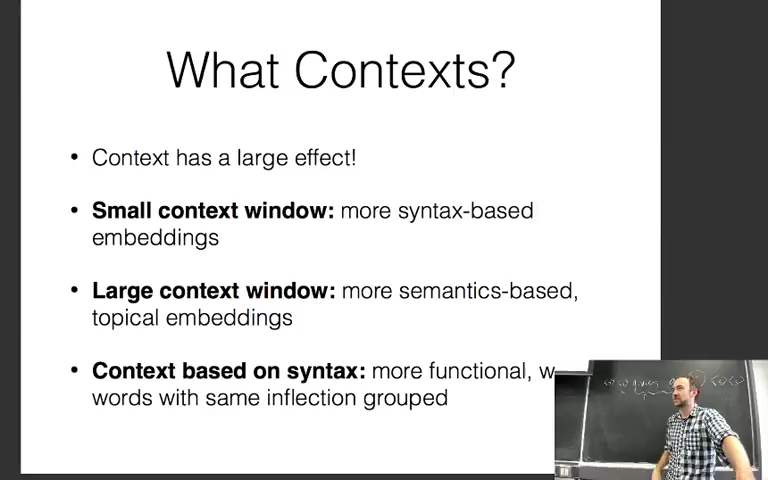 What Contexts?
• Context has a large effect!
• Small context window: more syntax-based
embeddings
• Large context window: more semantics-based,
topical embeddings
• Context based on syntax: more functional, w
words with same inflection grouped